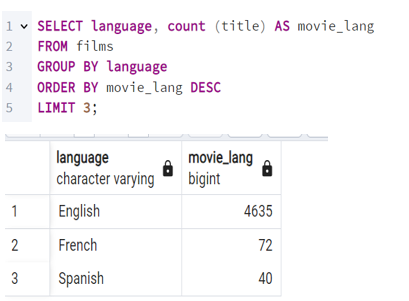 1 SELECT language, count (title) AS movie_lang
2 FROM films
3 GROUP BY language
4 ORDER BY movie_lang DESC
5 LIMIT 3;
language movie_lang
character varying bigint
1 English 4635
2 French 72
3 Spanish 40